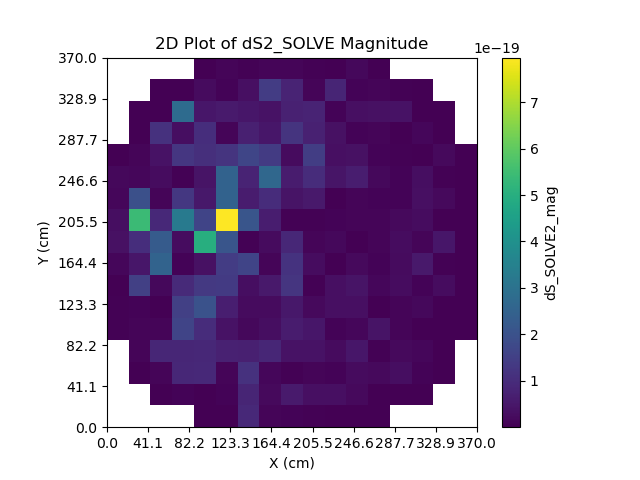 2D Plot of dS2_SOLVE Magnitude
1e−19
370.0
328.9
287.7
246.6
205.5
164.4
123.3
82.2
41.1
0.0
Y (cm)
0.0 41.1 82.2 123.3 164.4 205.5 246.6 287.7 328.9 370.0
X (cm)
7
6
5
4
3
2
1
dS_SOLVE2_mag